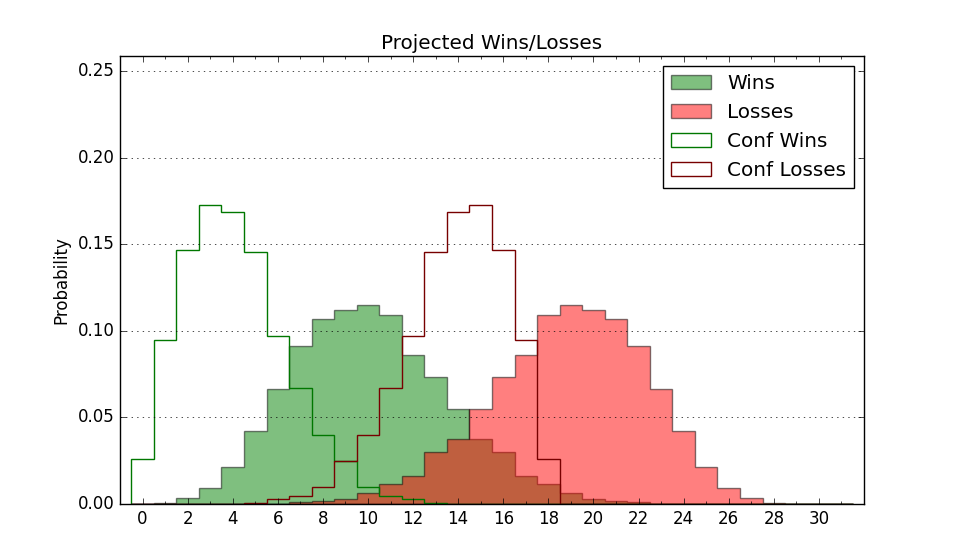 Projected Wins/Losses
0.25
0.20
0.15
0.10
0.05
0.00
Probability
Wins
Losses
Conf Wins
Conf Losses
0 2 4 6 8 10 12 14 16 18 20 22 24 26 28 30